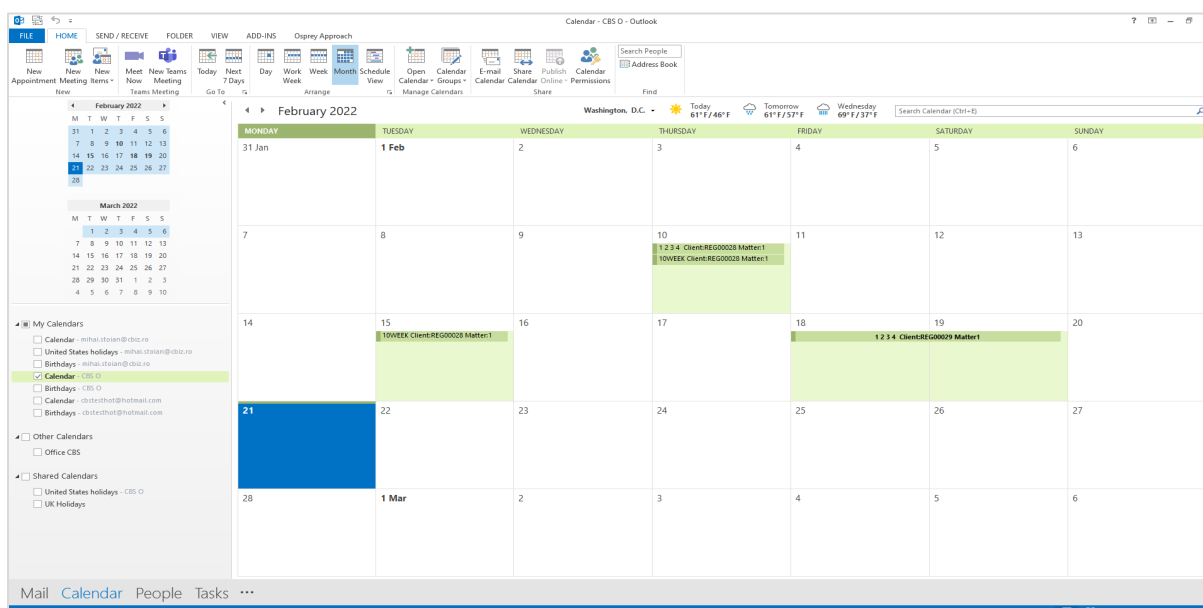 Calendar - CBS O - Outlook
FILE HOME SEND / RECEIVE FOLDER VIEW ADD-INS Osprey Approach
New Appointment
New Meeting
New Items
Meet Now
New Teams Meeting
Today
Next 7 Days
Day
Work Week
Week
Month
Schedule View
Open Calendar
Calendar Groups
E-mail Calendar
Share Calendar
Publish Online
Calendar Permissions
Search People
Address Book
New Teams Meeting Go To Arrange Manage Calendars Share Find
February 2022
M T W T F S S
31 1 2 3 4 5 6
7 8 9 10 11 12 13
14 15 16 17 18 19 20
21 22 23 24 25 26 27
28
March 2022
M T W T F S S
1 2 3 4 5 6
7 8 9 10 11 12 13
14 15 16 17 18 19 20
21 22 23 24 25 26 27
28 29 30 31 1 2 3
4 5 6 7 8 9 10
My Calendars
Calendar - mihai.stoian@cbiz.ro
United States holidays - mihai.stoian@cbiz.ro
Birthdays - mihai.stoian@cbiz.ro
Calendar - CBS O
Birthdays - CBS O
Calendar - cbstesthot@hotmail.com
Birthdays - cbstesthot@hotmail.com
Other Calendars
Office CBS
Shared Calendars
United States holidays - CBS O
UK Holidays
February 2022
Washington, D.C.
Today
61°F/46°F
Tomorrow
61°F/57°F
Wednesday
69°F/37°F
Search Calendar (Ctrl+E)
MONDAY TUESDAY WEDNESDAY THURSDAY FRIDAY SATURDAY SUNDAY
31 Jan 1 Feb 2 3 4 5 6
7 8 9 10 11 12 13
1 2 3 4 Client:REG00028 Matter:1
10WEEK Client:REG00028 Matter:1
14 15 16 17 18 19 20
10WEEK Client:REG00028 Matter:1
1 2 3 4 Client:REG00029 Matter1
21 22 23 24 25 26 27
28 1 Mar 2 3 4 5 6
Mail Calendar People Tasks ···